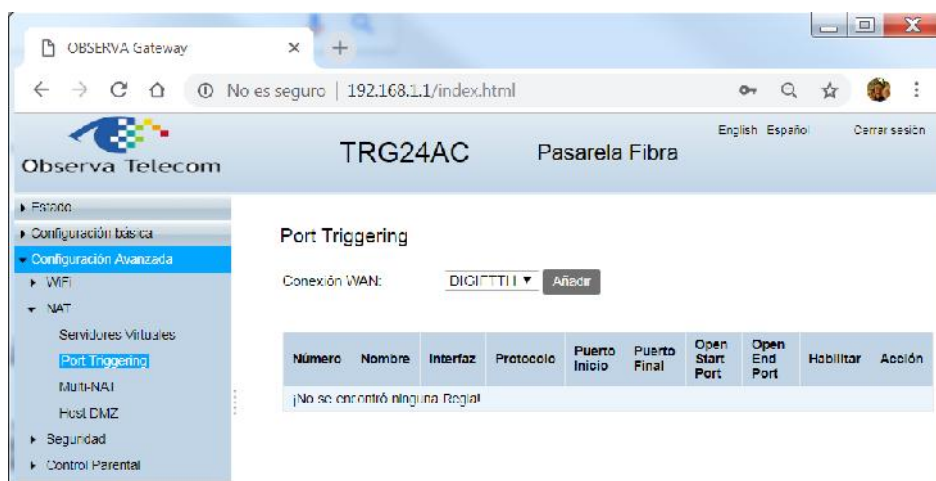 OBSERVA Gateway
No es seguro | 192.168.1.1/index.html
English Español Cerrar sesión
Observa Telecom
TRG24AC Pasarela Fibra
Estado
Configuración básica
Configuración Avanzada
WiFi
NAT
Servidores Virtuales
Port Triggering
Multi-NAT
Host DMZ
Seguridad
Control Parental
Port Triggering
Conexión WAN: DIGIFTTH Añadir
Número Nombre Interfaz Protocolo Puerto Inicio Puerto Final Open Start Port Open End Port Habilitar Acción
¡No se encontró ninguna Regla!